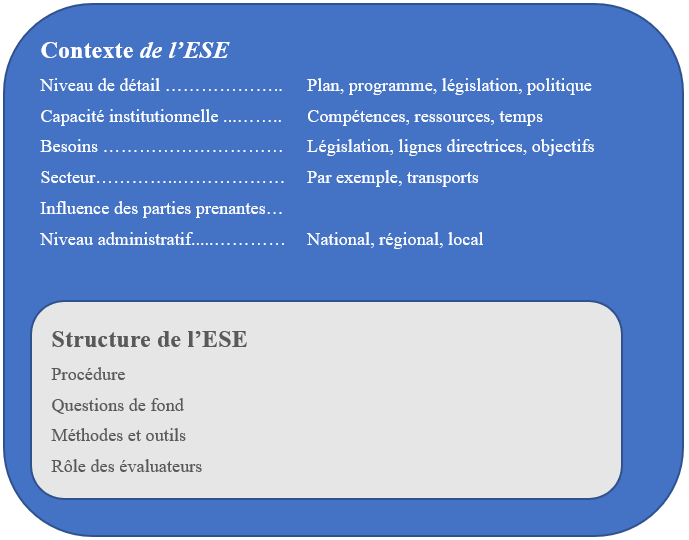 Contexte de l’ESE
Niveau de détail ……………….. Plan, programme, législation, politique
Capacité institutionnelle ...…….. Compétences, ressources, temps
Besoins ………………………… Législation, lignes directrices, objectifs
Secteur…………..……………… Par exemple, transports
Influence des parties prenantes…
Niveau administratif.....………… National, régional, local
Structure de l’ESE
Procédure
Questions de fond
Méthodes et outils
Rôle des évaluateurs